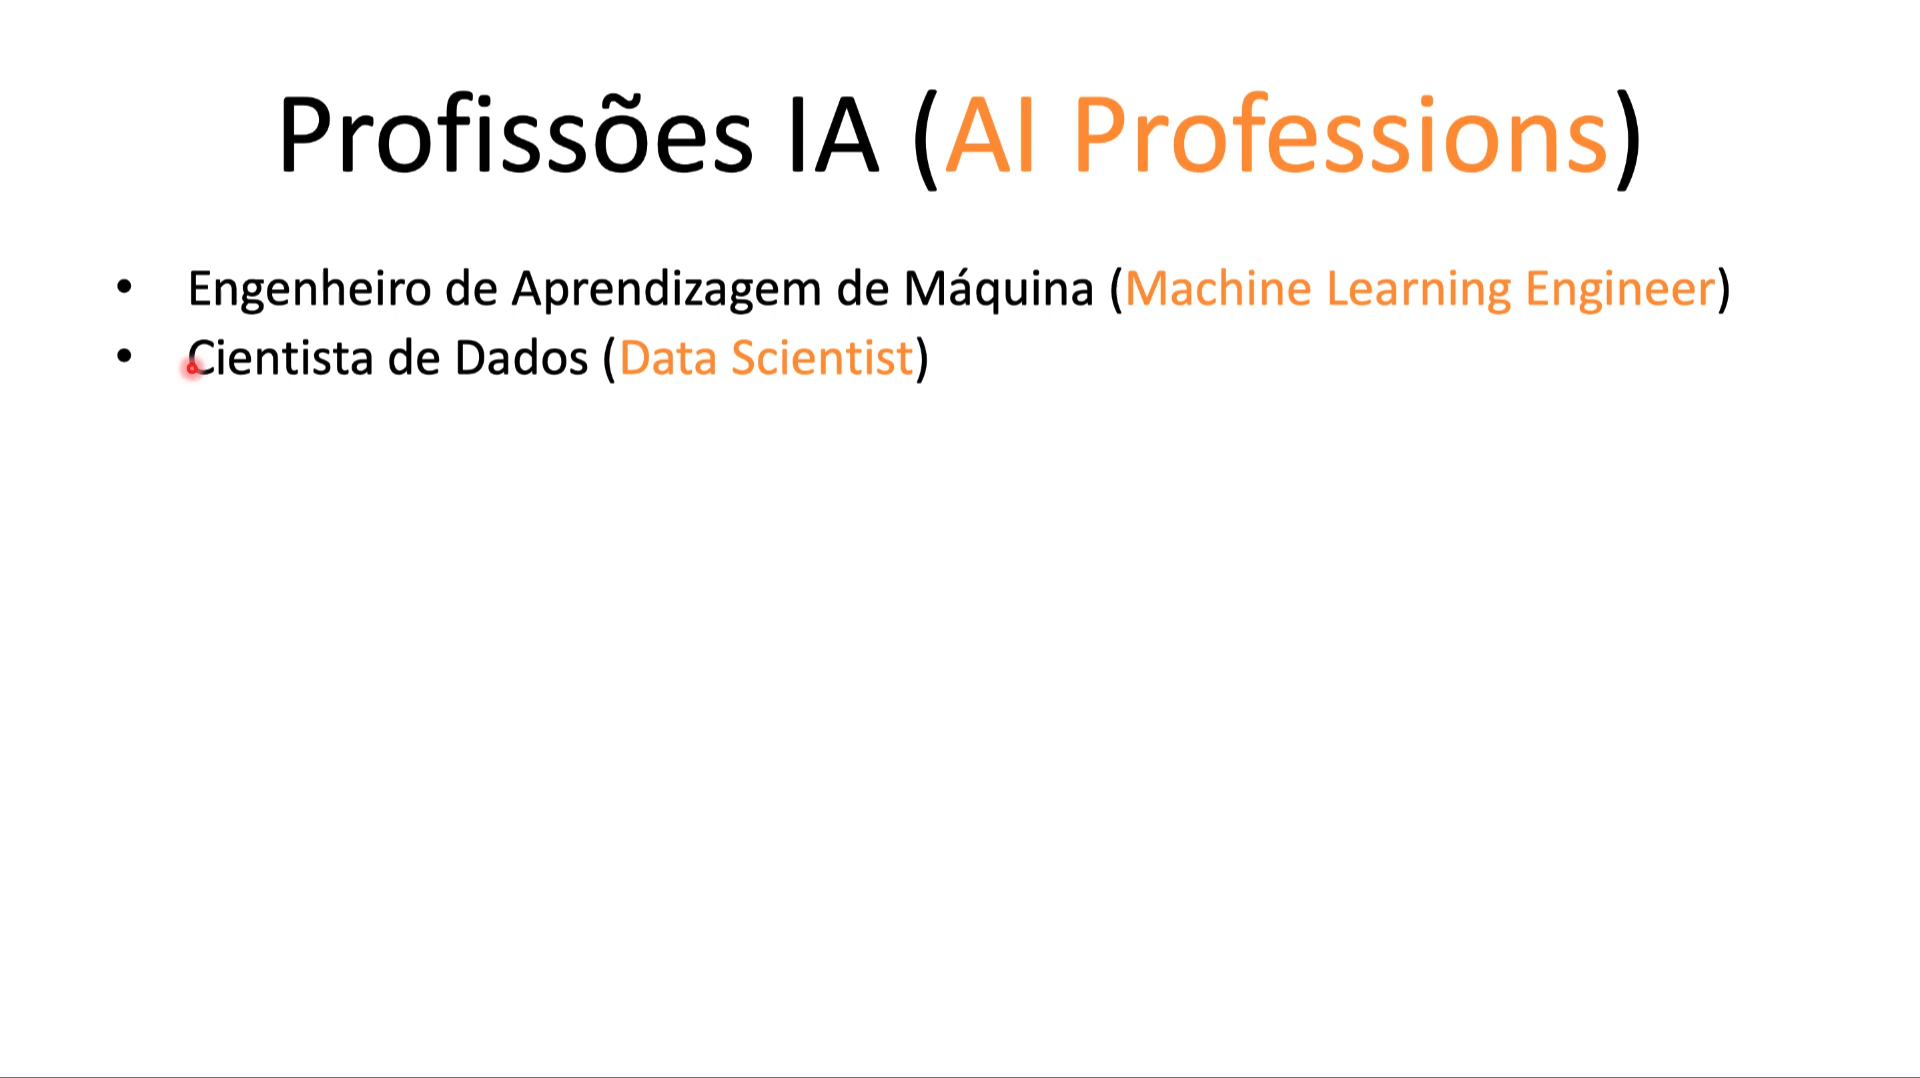 Profissões IA (AI Professions)
• Engenheiro de Aprendizagem de Máquina (Machine Learning Engineer)
• Cientista de Dados (Data Scientist)